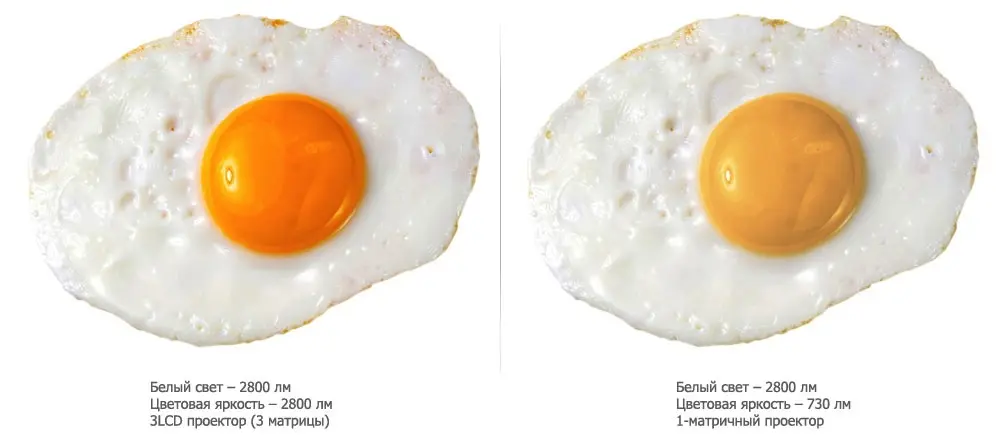 Белый свет – 2800 лм
Цветовая яркость – 2800 лм
3LCD проектор (3 матрицы)
Белый свет – 2800 лм
Цветовая яркость – 730 лм
1-матричный проектор